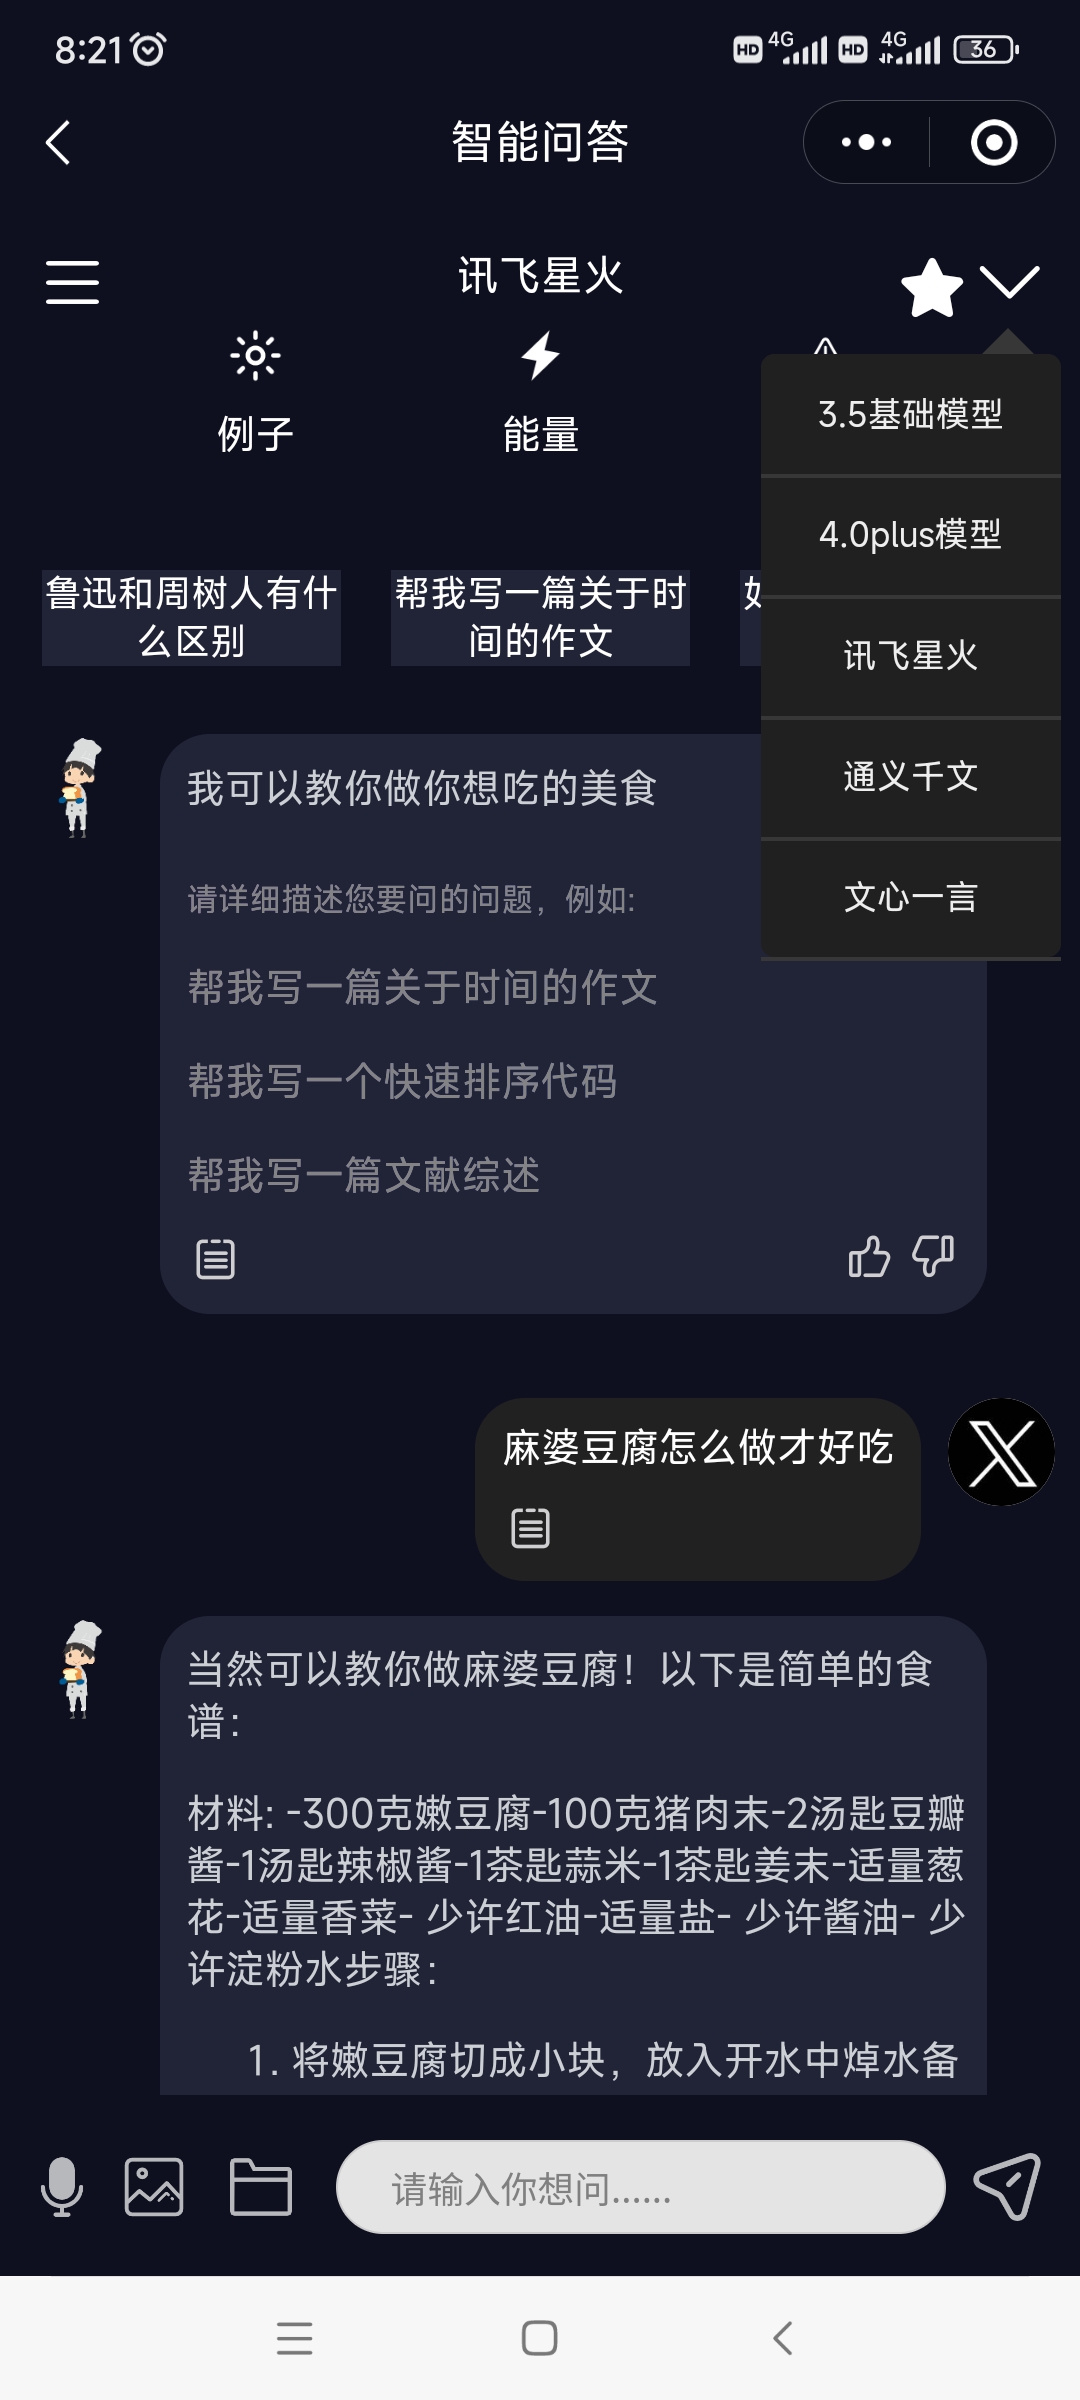 8:21 HD 4G HD 4G 36
智能问答
讯飞星火
例子
能量
3.5基础模型
4.0plus模型
讯飞星火
通义千文
文心一言
鲁迅和周树人有什
么区别
帮我写一篇关于时
间的作文
我可以教你做你想吃的美食
请详细描述您要问的问题，例如:
帮我写一篇关于时间的作文
帮我写一个快速排序代码
帮我写一篇文献综述
麻婆豆腐怎么做才好吃
当然可以教你做麻婆豆腐！以下是简单的食
谱：
材料: -300克嫩豆腐-100克猪肉末-2汤匙豆瓣
酱-1汤匙辣椒酱-1茶匙蒜米-1茶匙姜末-适量葱
花-适量香菜- 少许红油-适量盐- 少许酱油- 少
许淀粉水步骤：
1. 将嫩豆腐切成小块，放入开水中焯水备
请输入你想问......